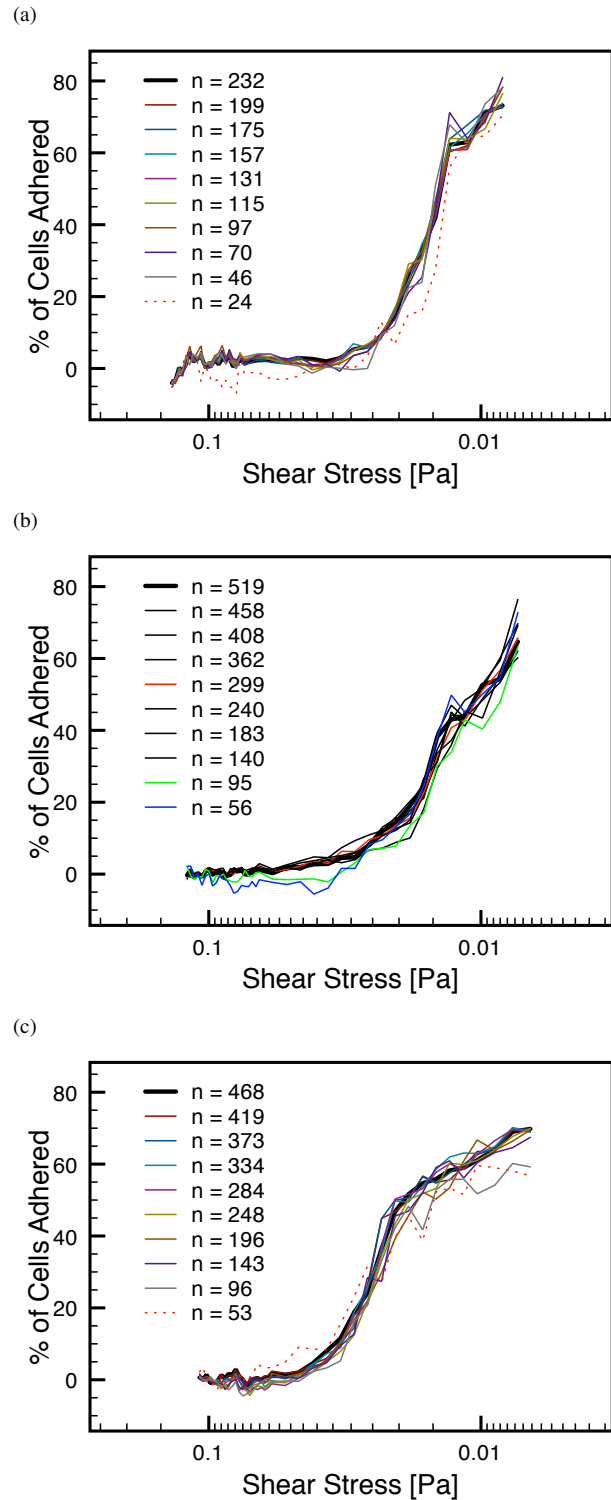 (a)
80
60
40
20
0
% of Cells Adhered
n = 232
n = 199
n = 175
n = 157
n = 131
n = 115
n = 97
n = 70
n = 46
n = 24
0.1
0.01
Shear Stress [Pa]
(b)
80
60
40
20
0
% of Cells Adhered
n = 519
n = 458
n = 408
n = 362
n = 299
n = 240
n = 183
n = 140
n = 95
n = 56
0.1
0.01
Shear Stress [Pa]
(c)
80
60
40
20
0
% of Cells Adhered
n = 468
n = 419
n = 373
n = 334
n = 284
n = 248
n = 196
n = 143
n = 96
n = 53
0.1
0.01
Shear Stress [Pa]